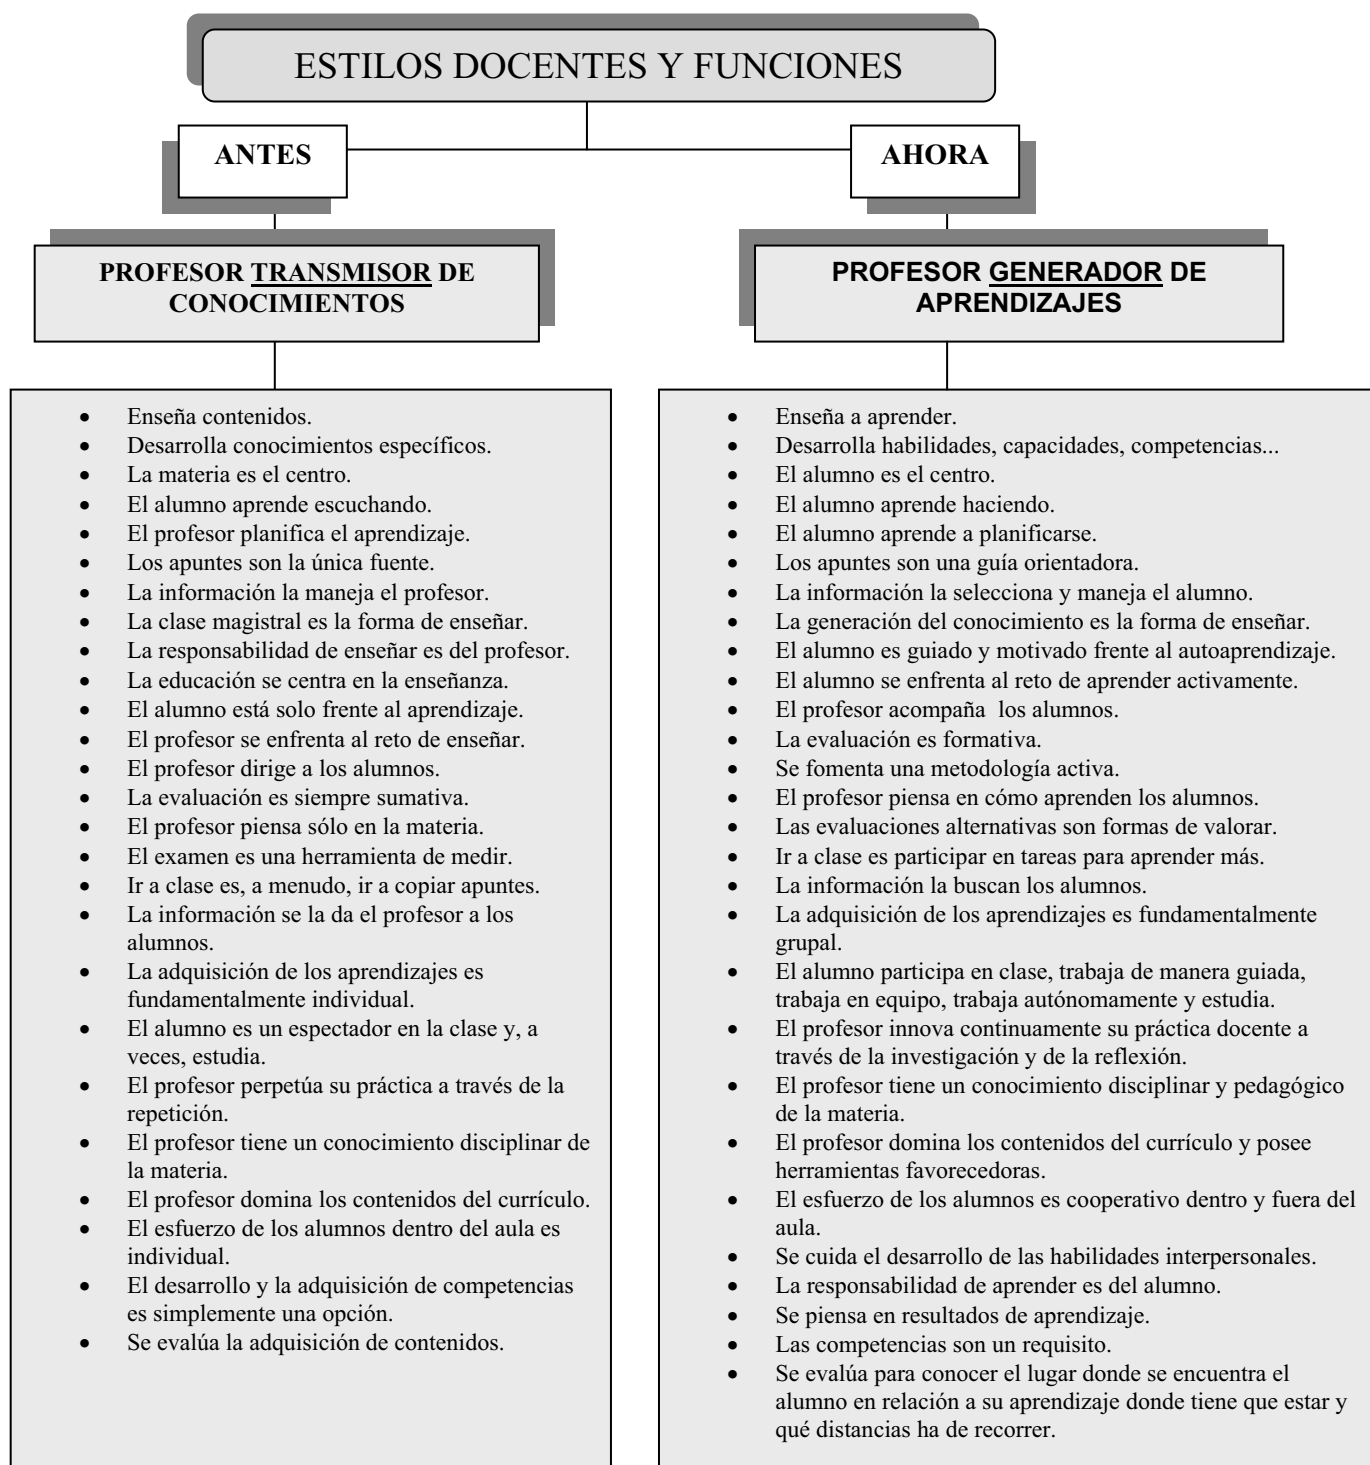 ESTILOS DOCENTES Y FUNCIONES
ANTES
AHORA
PROFESOR TRANSMISOR DE
CONOCIMIENTOS
PROFESOR GENERADOR DE
APRENDIZAJES
• Enseña contenidos.
• Desarrolla conocimientos específicos.
• La materia es el centro.
• El alumno aprende escuchando.
• El profesor planifica el aprendizaje.
• Los apuntes son la única fuente.
• La información la maneja el profesor.
• La clase magistral es la forma de enseñar.
• La responsabilidad de enseñar es del profesor.
• La educación se centra en la enseñanza.
• El alumno está solo frente al aprendizaje.
• El profesor se enfrenta al reto de enseñar.
• El profesor dirige a los alumnos.
• La evaluación es siempre sumativa.
• El profesor piensa sólo en la materia.
• El examen es una herramienta de medir.
• Ir a clase es, a menudo, ir a copiar apuntes.
• La información se la da el profesor a los
alumnos.
• La adquisición de los aprendizajes es
fundamentalmente individual.
• El alumno es un espectador en la clase y, a
veces, estudia.
• El profesor perpetúa su práctica a través de la
repetición.
• El profesor tiene un conocimiento disciplinar de
la materia.
• El profesor domina los contenidos del currículo.
• El esfuerzo de los alumnos dentro del aula es
individual.
• El desarrollo y la adquisición de competencias
es simplemente una opción.
• Se evalúa la adquisición de contenidos.
• Enseña a aprender.
• Desarrolla habilidades, capacidades, competencias...
• El alumno es el centro.
• El alumno aprende haciendo.
• El alumno aprende a planificarse.
• Los apuntes son una guía orientadora.
• La información la selecciona y maneja el alumno.
• La generación del conocimiento es la forma de enseñar.
• El alumno es guiado y motivado frente al autoaprendizaje.
• El alumno se enfrenta al reto de aprender activamente.
• El profesor acompaña  los alumnos.
• La evaluación es formativa.
• Se fomenta una metodología activa.
• El profesor piensa en cómo aprenden los alumnos.
• Las evaluaciones alternativas son formas de valorar.
• Ir a clase es participar en tareas para aprender más.
• La información la buscan los alumnos.
• La adquisición de los aprendizajes es fundamentalmente
grupal.
• El alumno participa en clase, trabaja de manera guiada,
trabaja en equipo, trabaja autónomamente y estudia.
• El profesor innova continuamente su práctica docente a
través de la investigación y de la reflexión.
• El profesor tiene un conocimiento disciplinar y pedagógico
de la materia.
• El profesor domina los contenidos del currículo y posee
herramientas favorecedoras.
• El esfuerzo de los alumnos es cooperativo dentro y fuera del
aula.
• Se cuida el desarrollo de las habilidades interpersonales.
• La responsabilidad de aprender es del alumno.
• Se piensa en resultados de aprendizaje.
• Las competencias son un requisito.
• Se evalúa para conocer el lugar donde se encuentra el
alumno en relación a su aprendizaje donde tiene que estar y
qué distancias ha de recorrer.